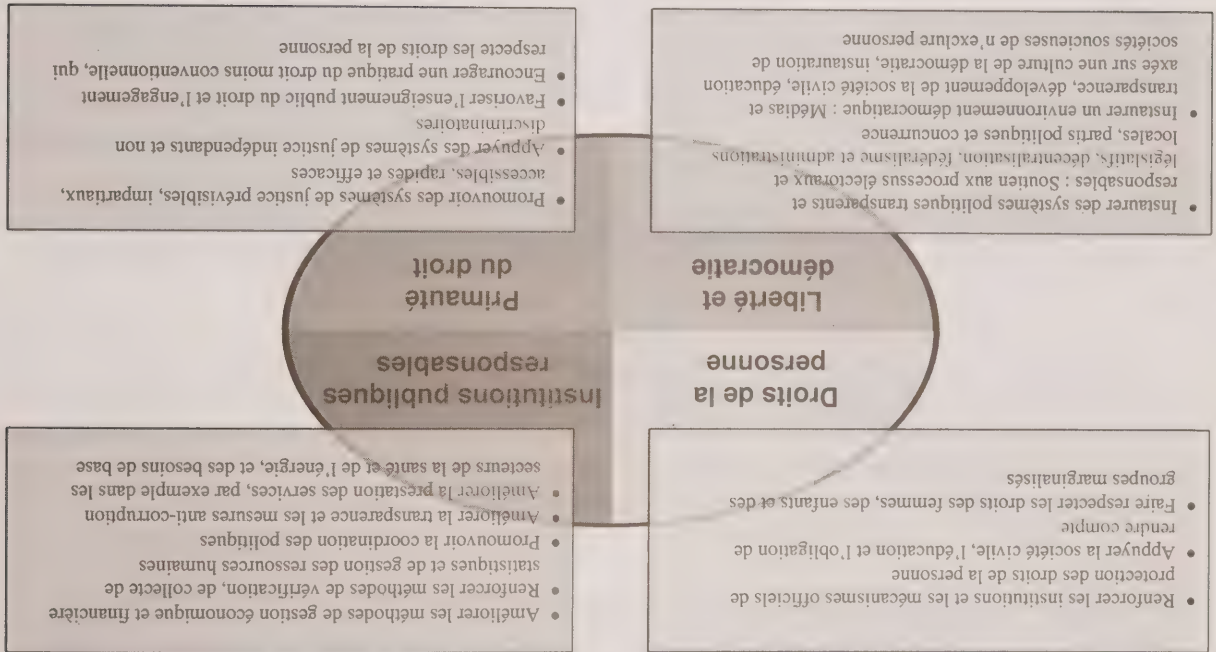 • Renforcer les institutions et les mécanismes officiels de
protection des droits de la personne
• Appuyer la société civile, l'éducation et l'obligation de
rendre compte
• Faire respecter les droits des femmes, des enfants et des
groupes marginalisés
• Améliorer les méthodes de gestion économique et financière
• Renforcer les méthodes de vérification, de collecte de
statistiques et de gestion des ressources humaines
• Promouvoir la coordination des politiques
• Améliorer la transparence et les mesures anti-corruption
• Améliorer la prestation des services, par exemple dans les
secteurs de la santé et de l'énergie, et des besoins de base
Droits de la
personne
Institutions publiques
responsables
Liberté et
démocratie
Primauté
du droit
• Instaurer des systèmes politiques transparents et
responsables : Soutien aux processus électoraux et
législatifs, décentralisation, fédéralisme et administrations
locales, partis politiques et concurrence
• Instaurer un environnement démocratique : Médias et
transparence, développement de la société civile, éducation
axée sur une culture de la démocratie, instauration de
sociétés soucieuses de n'exclure personne
• Promouvoir des systèmes de justice prévisibles, impartiaux,
accessibles, rapides et efficaces
• Appuyer des systèmes de justice indépendants et non
discriminatoires
• Favoriser l'enseignement public du droit et l'engagement
• Encourager une pratique du droit moins conventionnelle, qui
respecte les droits de la personne